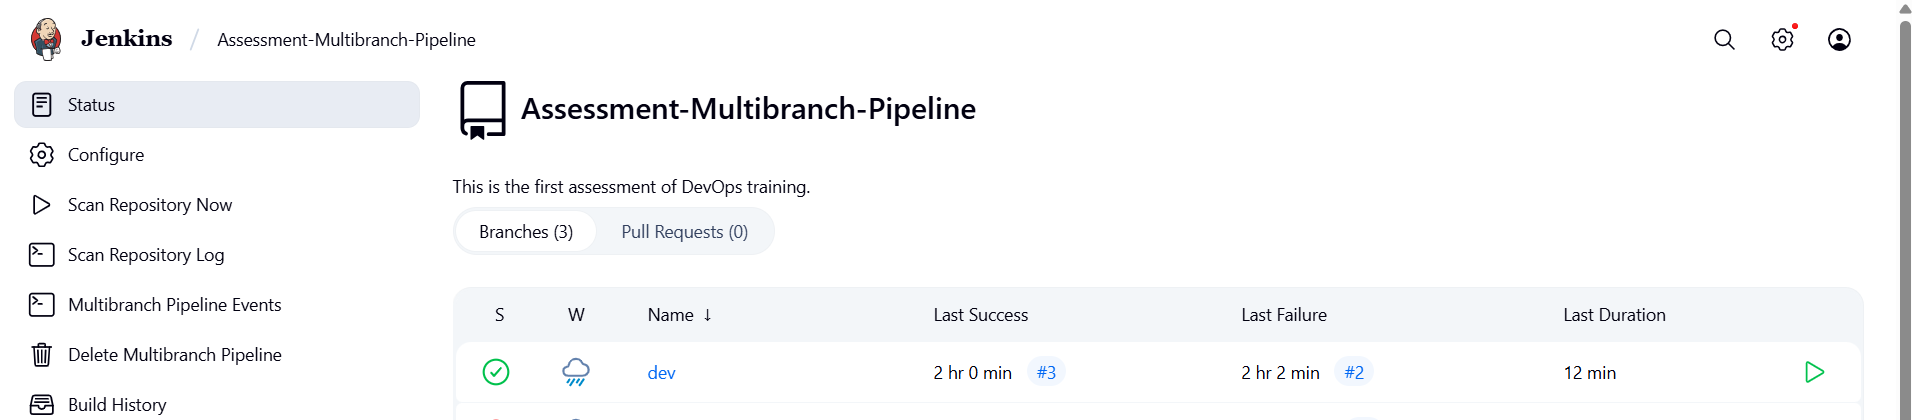 Jenkins / Assessment-Multibranch-Pipeline
Status
Configure
Scan Repository Now
Scan Repository Log
Multibranch Pipeline Events
Delete Multibranch Pipeline
Build History
Assessment-Multibranch-Pipeline
This is the first assessment of DevOps training.
Branches (3) Pull Requests (0)
S W Name ↓ Last Success Last Failure Last Duration
dev 2 hr 0 min #3 2 hr 2 min #2 12 min